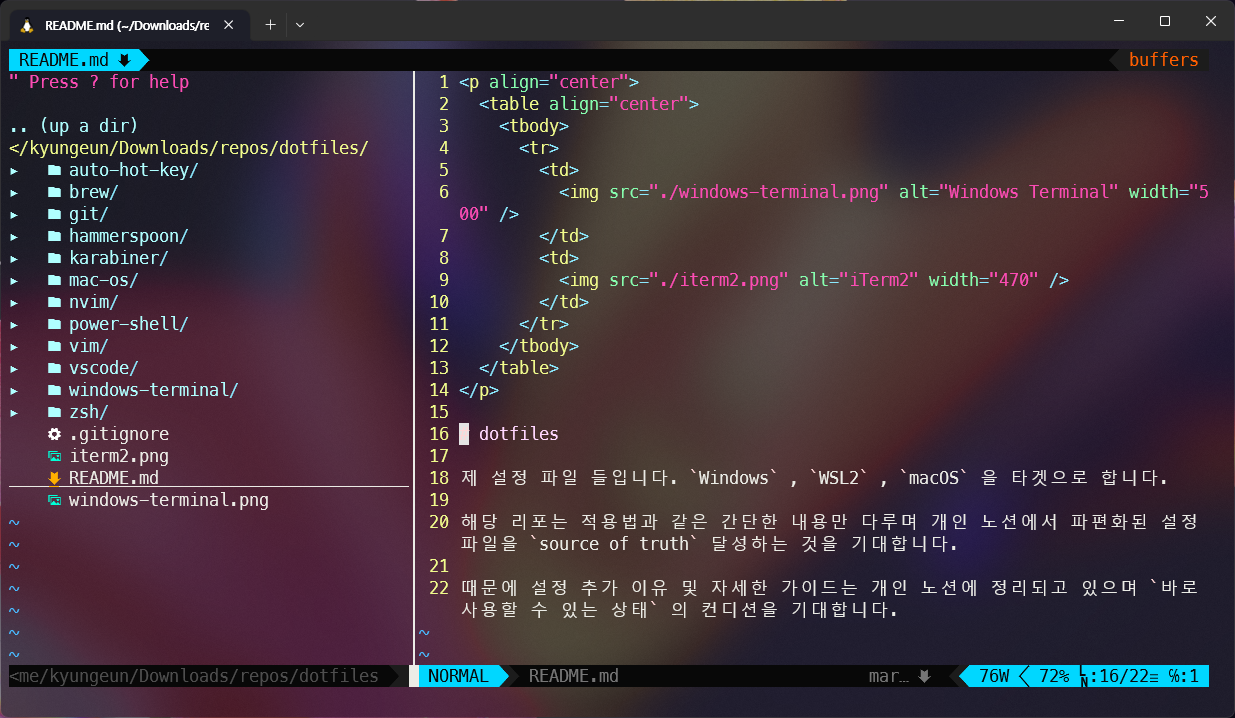 README.md (~/Downloads/re
README.md
buffers
" Press ? for help
.. (up a dir)
</kyungeun/Downloads/repos/dotfiles/
▸ auto-hot-key/
▸ brew/
▸ git/
▸ hammerspoon/
▸ karabiner/
▸ mac-os/
▸ nvim/
▸ power-shell/
▸ vim/
▸ vscode/
▸ windows-terminal/
▸ zsh/
.gitignore
iterm2.png
README.md
windows-terminal.png
~
~
~
~
~
~
~
<me/kyungeun/Downloads/repos/dotfiles
1 <p align="center">
2 <table align="center">
3 <tbody>
4 <tr>
5 <td>
6 <img src="./windows-terminal.png" alt="Windows Terminal" width="5
00" />
7 </td>
8 <td>
9 <img src="./iterm2.png" alt="iTerm2" width="470" />
10 </td>
11 </tr>
12 </tbody>
13 </table>
14 </p>
15
16 dotfiles
17
18 제 설정 파일 들입니다. `Windows` , `WSL2` , `macOS` 을 타겟으로 합니다.
19
20 해당 리포는 적용법과 같은 간단한 내용만 다루며 개인 노션에서 파편화된 설정
파일을 `source of truth` 달성하는 것을 기대합니다.
21
22 때문에 설정 추가 이유 및 자세한 가이드는 개인 노션에 정리되고 있으며 `바로
사용할 수 있는 상태` 의 컨디션을 기대합니다.
~
~
NORMAL README.md mar… 76W 72% :16/22≡ ℅:1